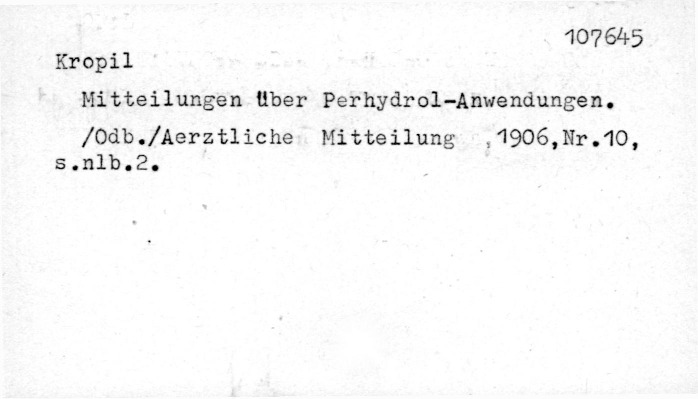 107645
Kropil
Mitteilungen über Perhydrol-Anwendungen.
/Odb./Aerztliche Mitteilung ,1906,Nr.10,
s.nlb.2.